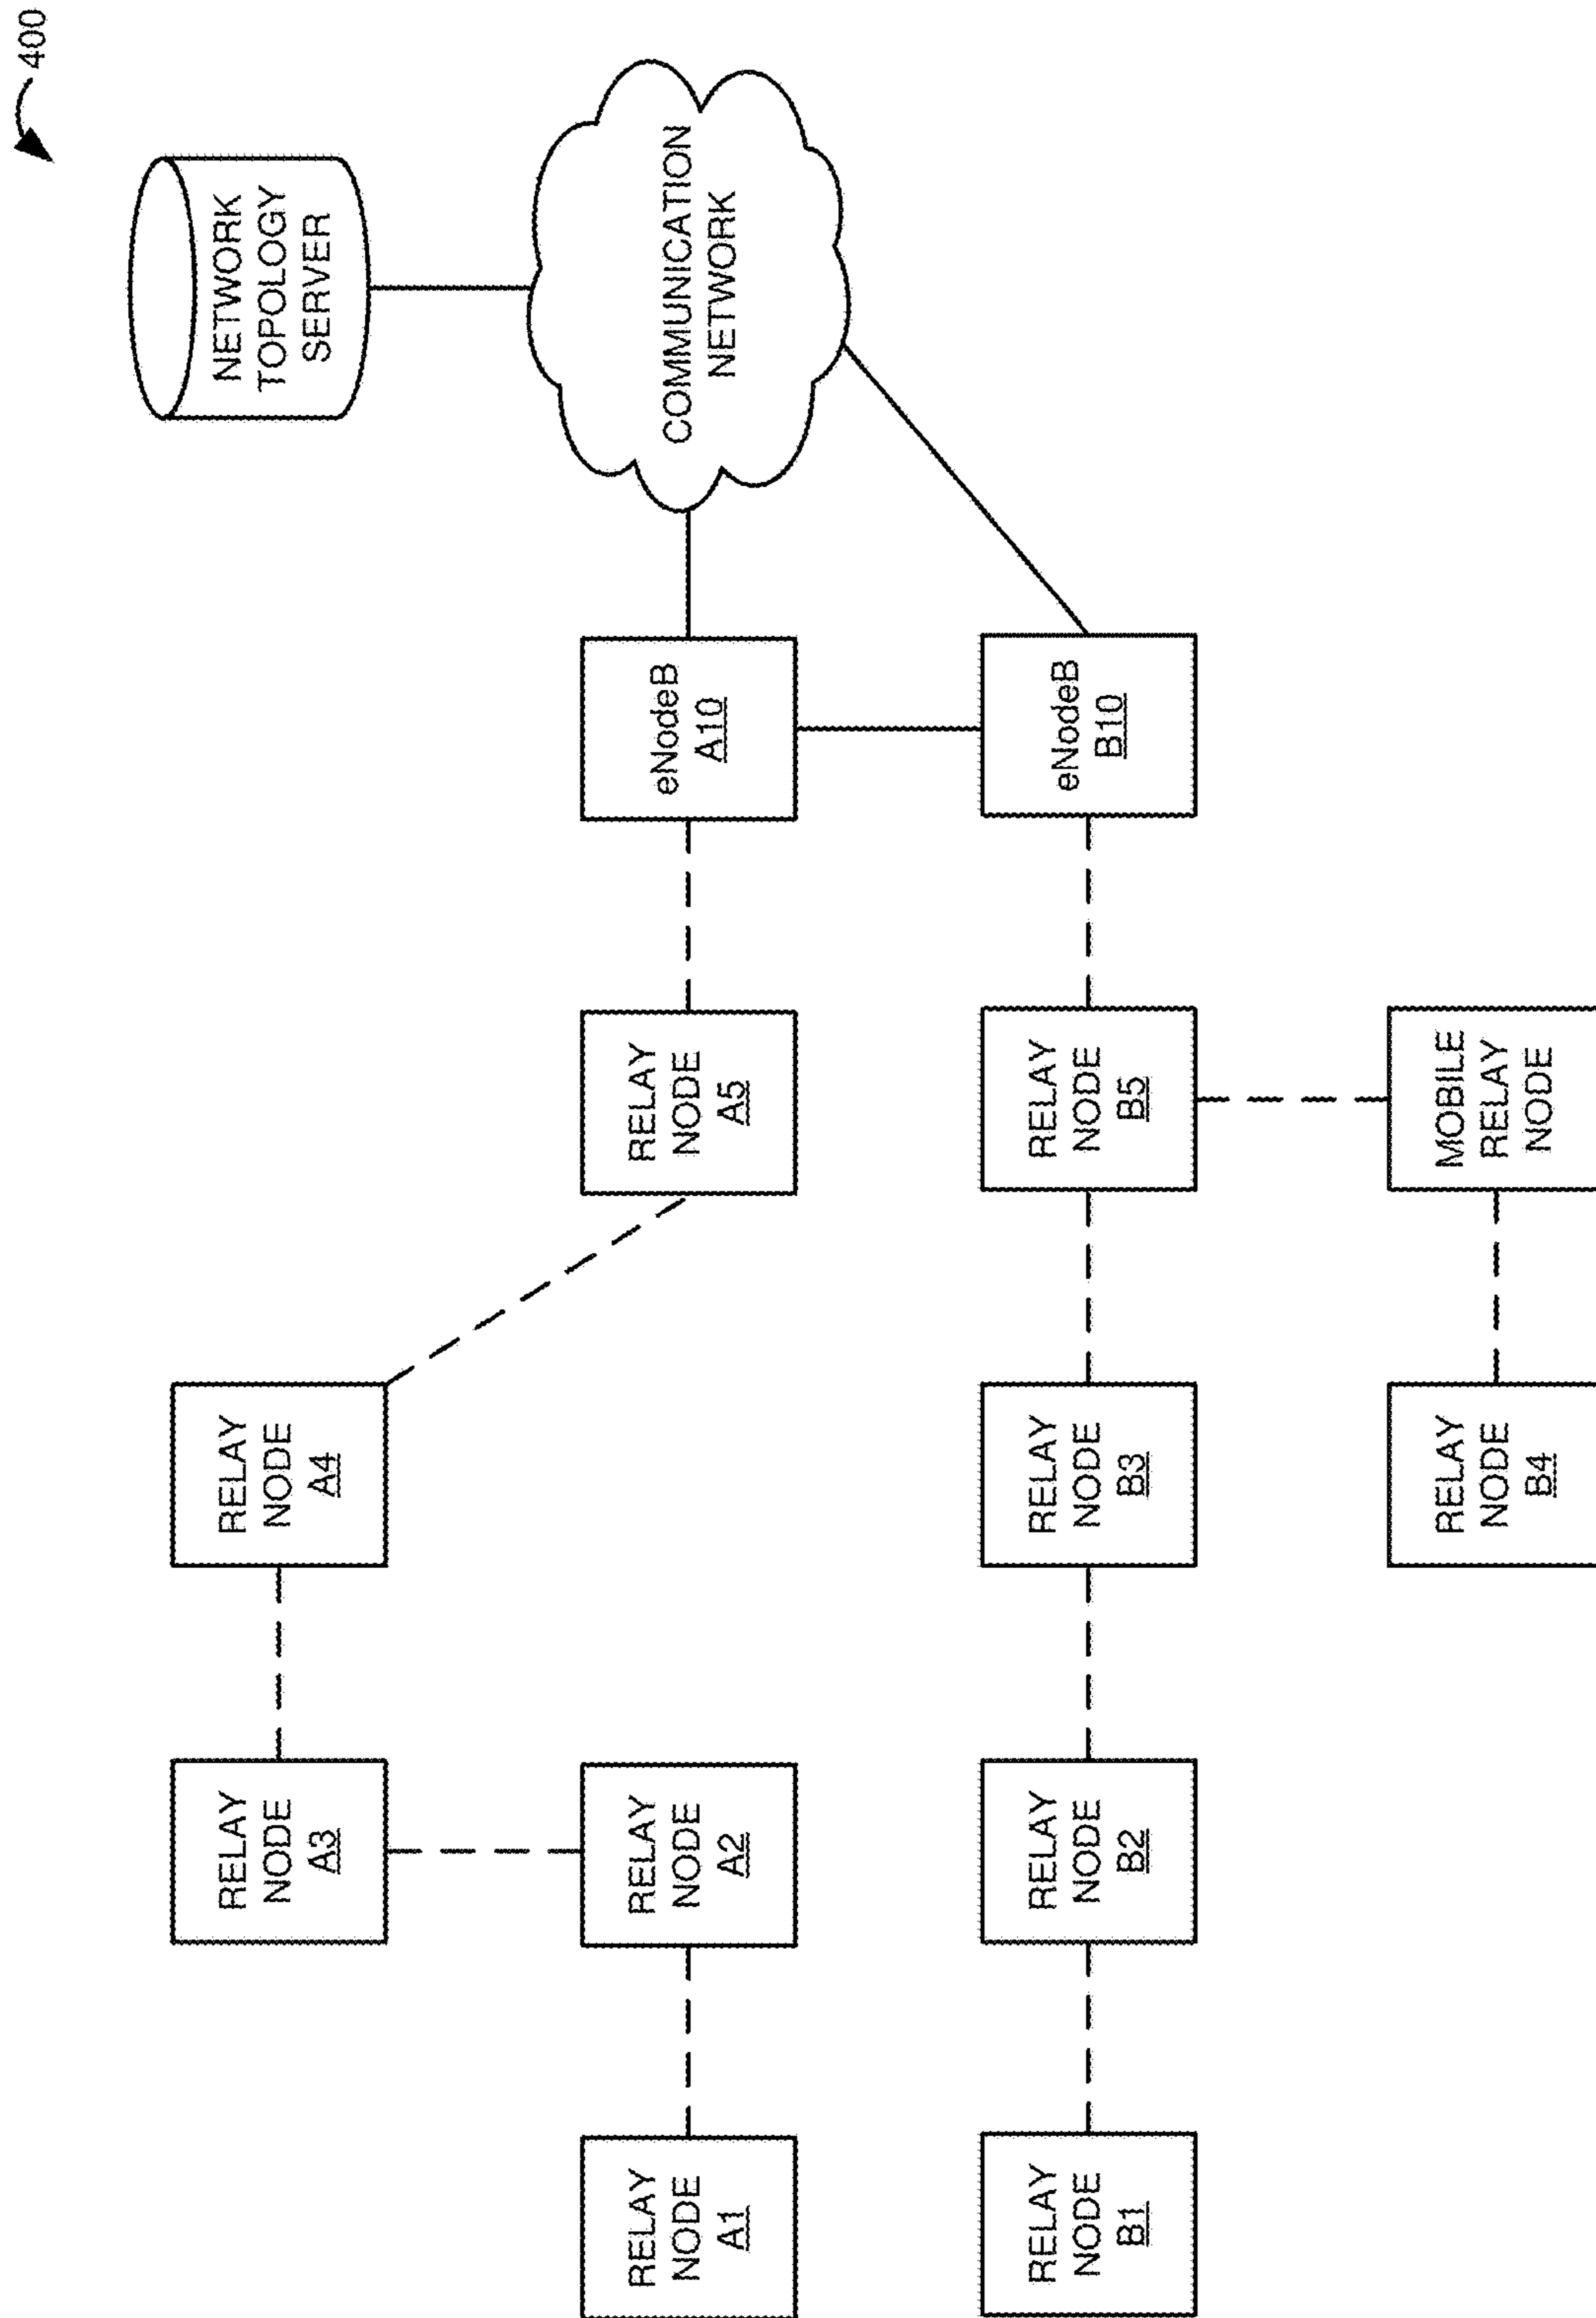 400
NETWORK
TOPOLOGY
SERVER
COMMUNICATION
NETWORK
RELAY
NODE
A3
RELAY
NODE
A4
RELAY
NODE
A1
RELAY
NODE
A2
RELAY
NODE
A5
eNodeB
A10
RELAY
NODE
B1
RELAY
NODE
B2
RELAY
NODE
B3
RELAY
NODE
B5
eNodeB
B10
RELAY
NODE
B4
MOBILE
RELAY
NODE